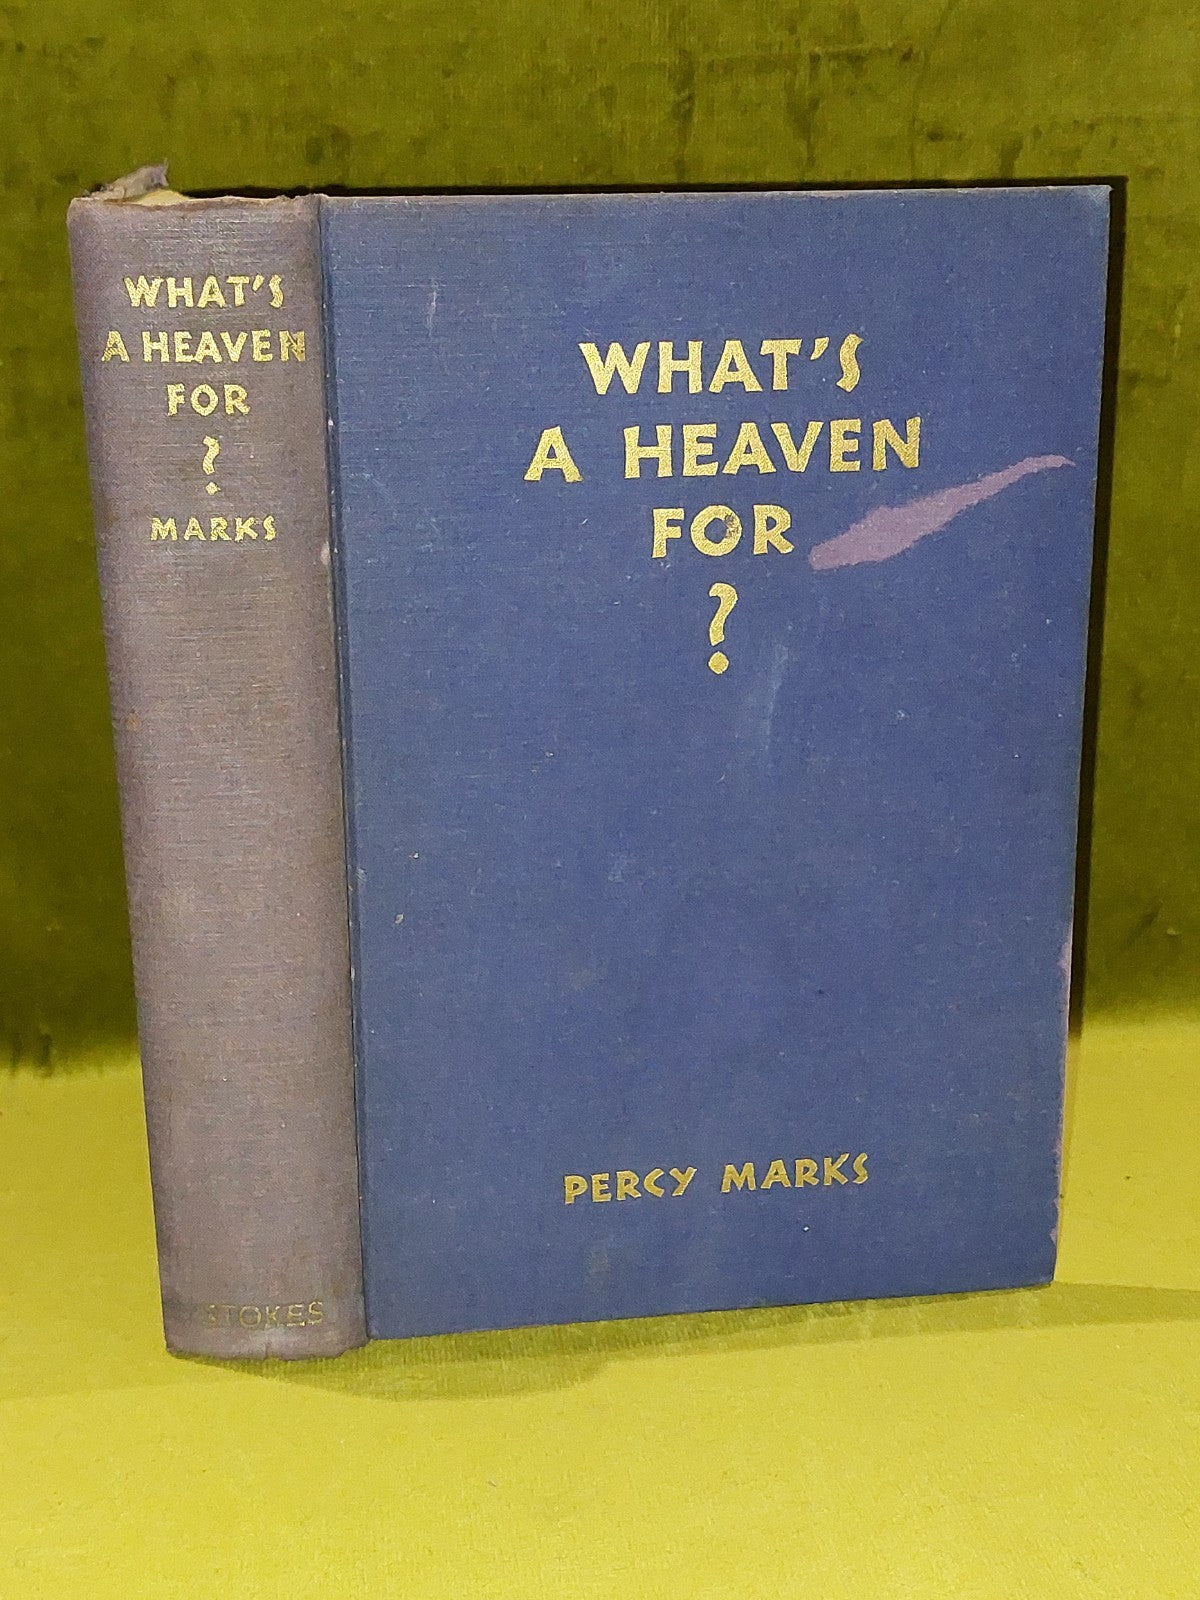 WHAT'S
A HEAVEN
FOR
?
MARKS
STOKES
WHAT'S
A HEAVEN
FOR
?
PERCY MARKS